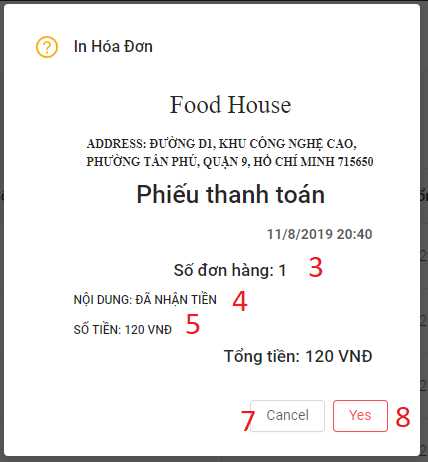 In Hóa Đơn
Food House
ADDRESS: ĐƯỜNG D1, KHU CÔNG NGHỆ CAO,
PHƯỜNG TÂN PHÚ, QUẬN 9, HỒ CHÍ MINH 715650
Phiếu thanh toán
11/8/2019 20:40
Số đơn hàng: 1 3
NỘI DUNG: ĐÃ NHẬN TIỀN 4
SỐ TIỀN: 120 VNĐ 5
Tổng tiền: 120 VNĐ
7 Cancel Yes 8